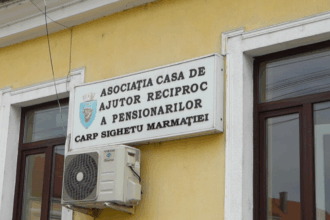 ASOCIAȚIA CASA DE
AJUTOR RECIPROC
A PENSIONARILOR
CARP SIGHETU MARMAȚIEI